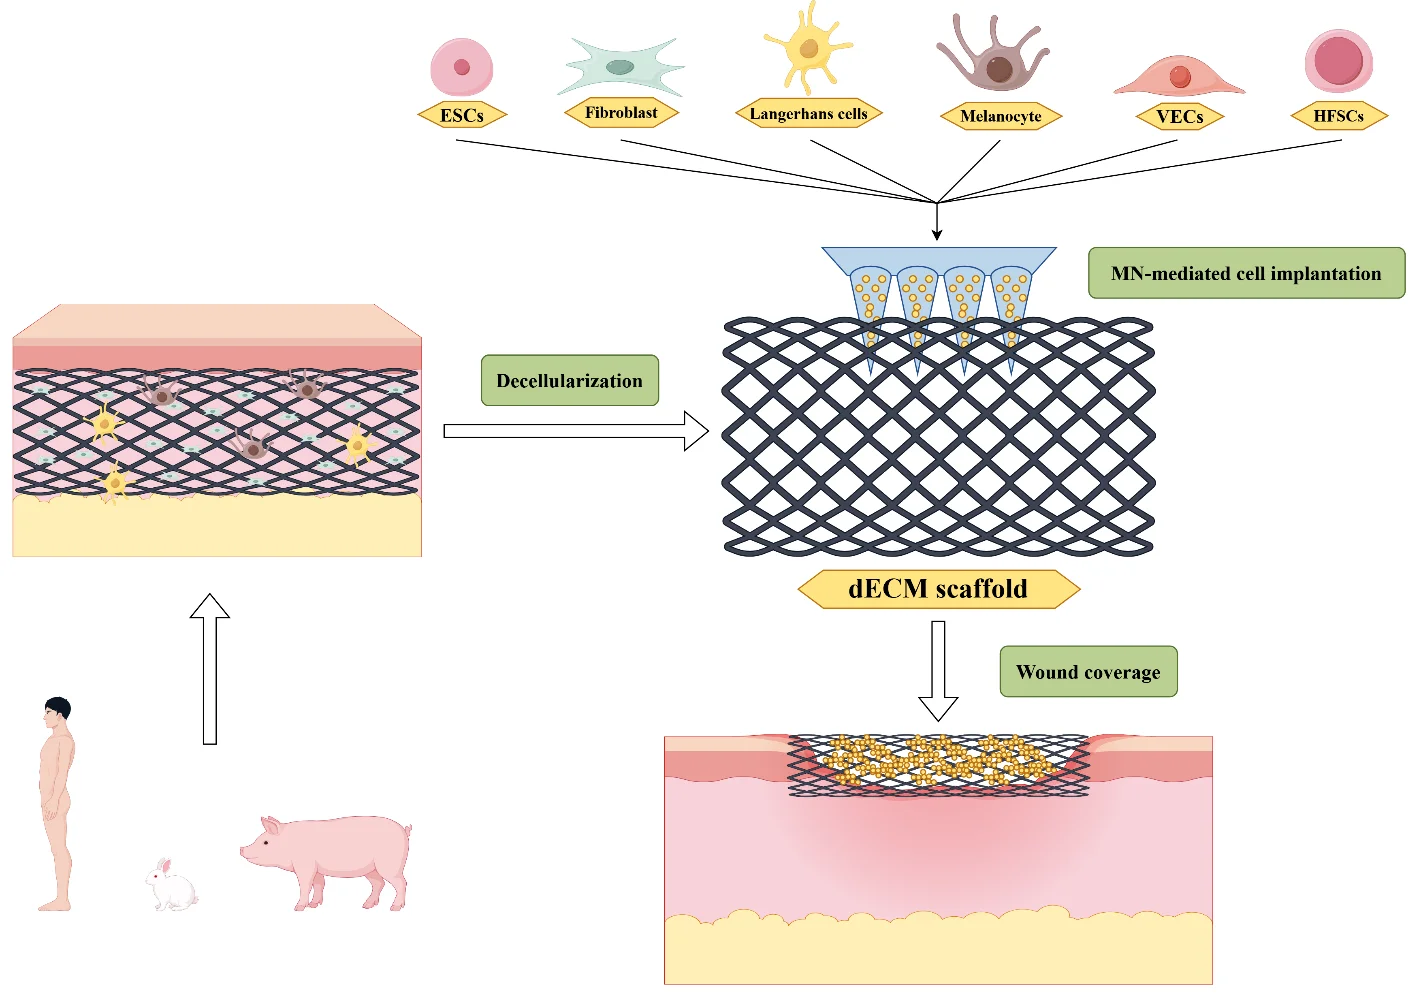 ESCs
Fibroblast
Langerhans cells
Melanocyte
VECs
HFSCs
MN-mediated cell implantation
Decellularization
dECM scaffold
Wound coverage